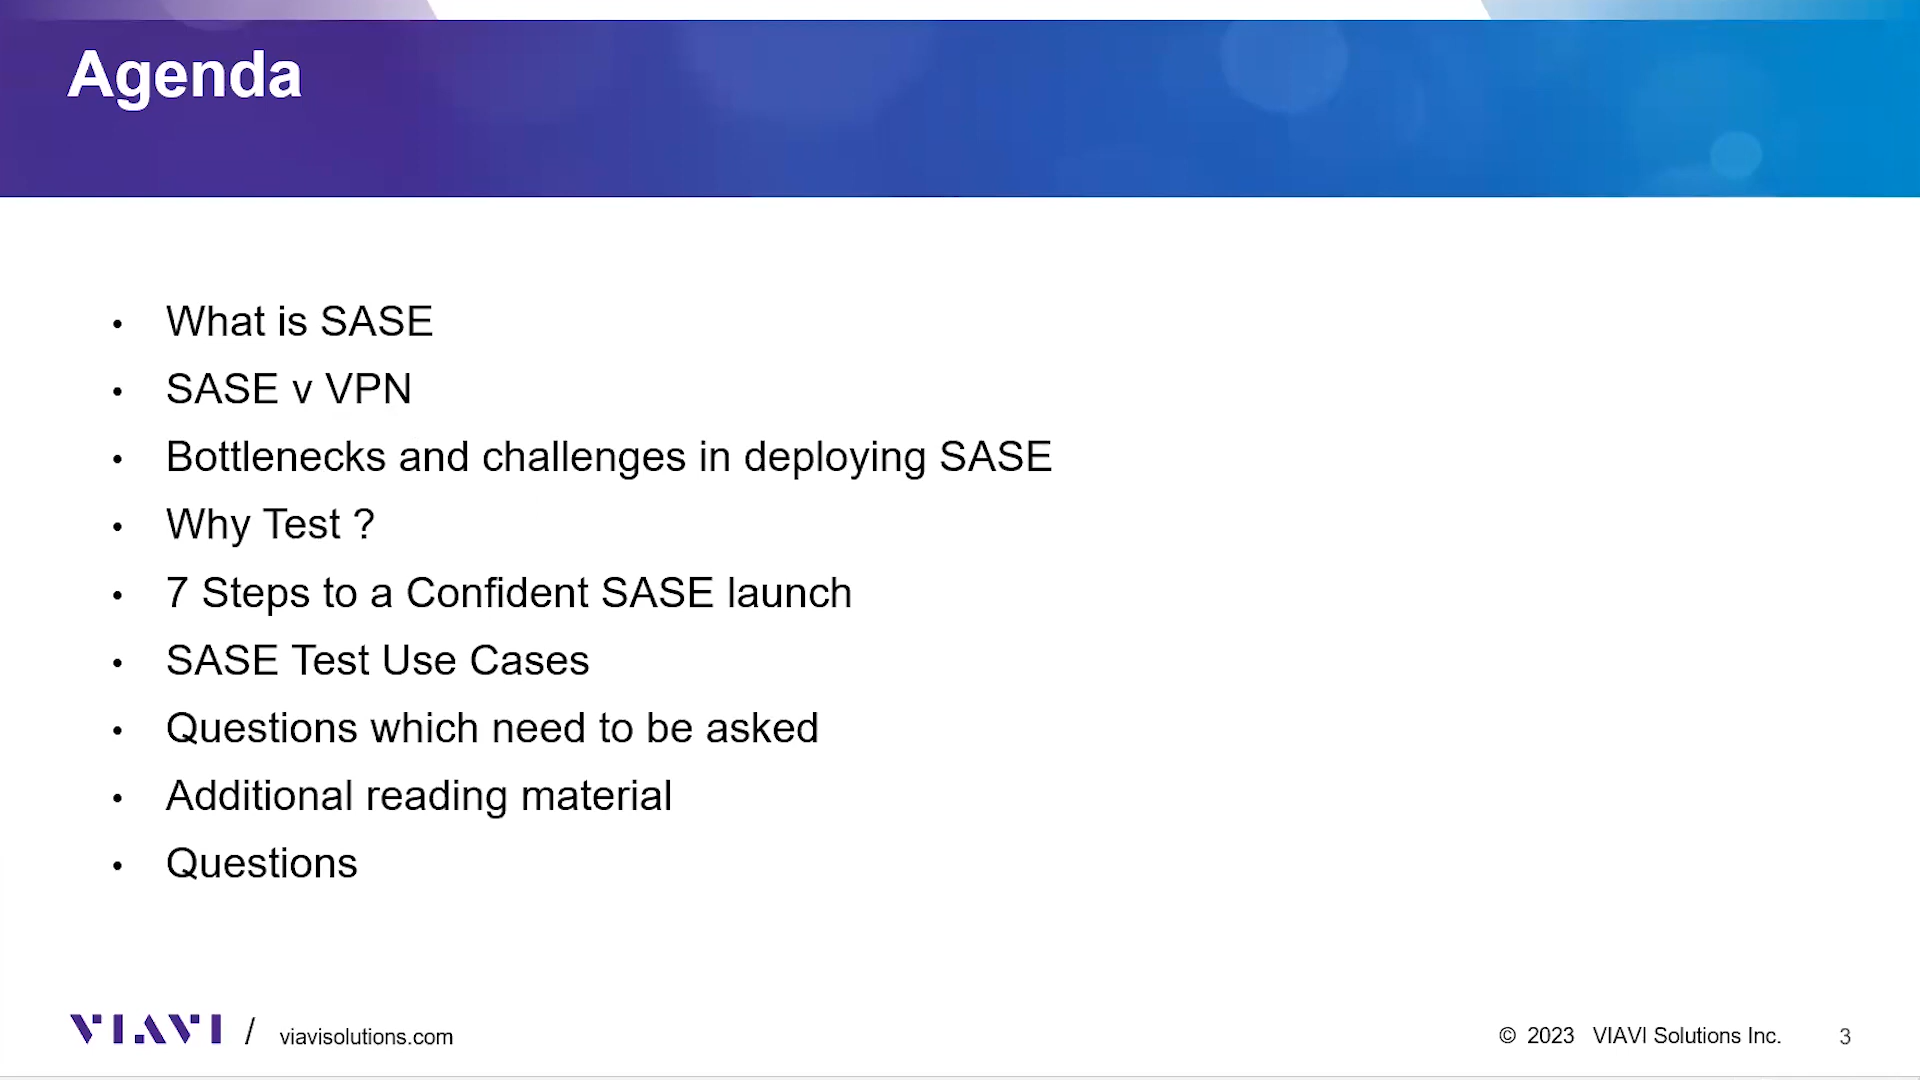 Agenda
• What is SASE
• SASE v VPN
• Bottlenecks and challenges in deploying SASE
• Why Test ?
• 7 Steps to a Confident SASE launch
• SASE Test Use Cases
• Questions which need to be asked
• Additional reading material
• Questions
VIAVI / viavisolutions.com © 2023 VIAVI Solutions Inc. 3